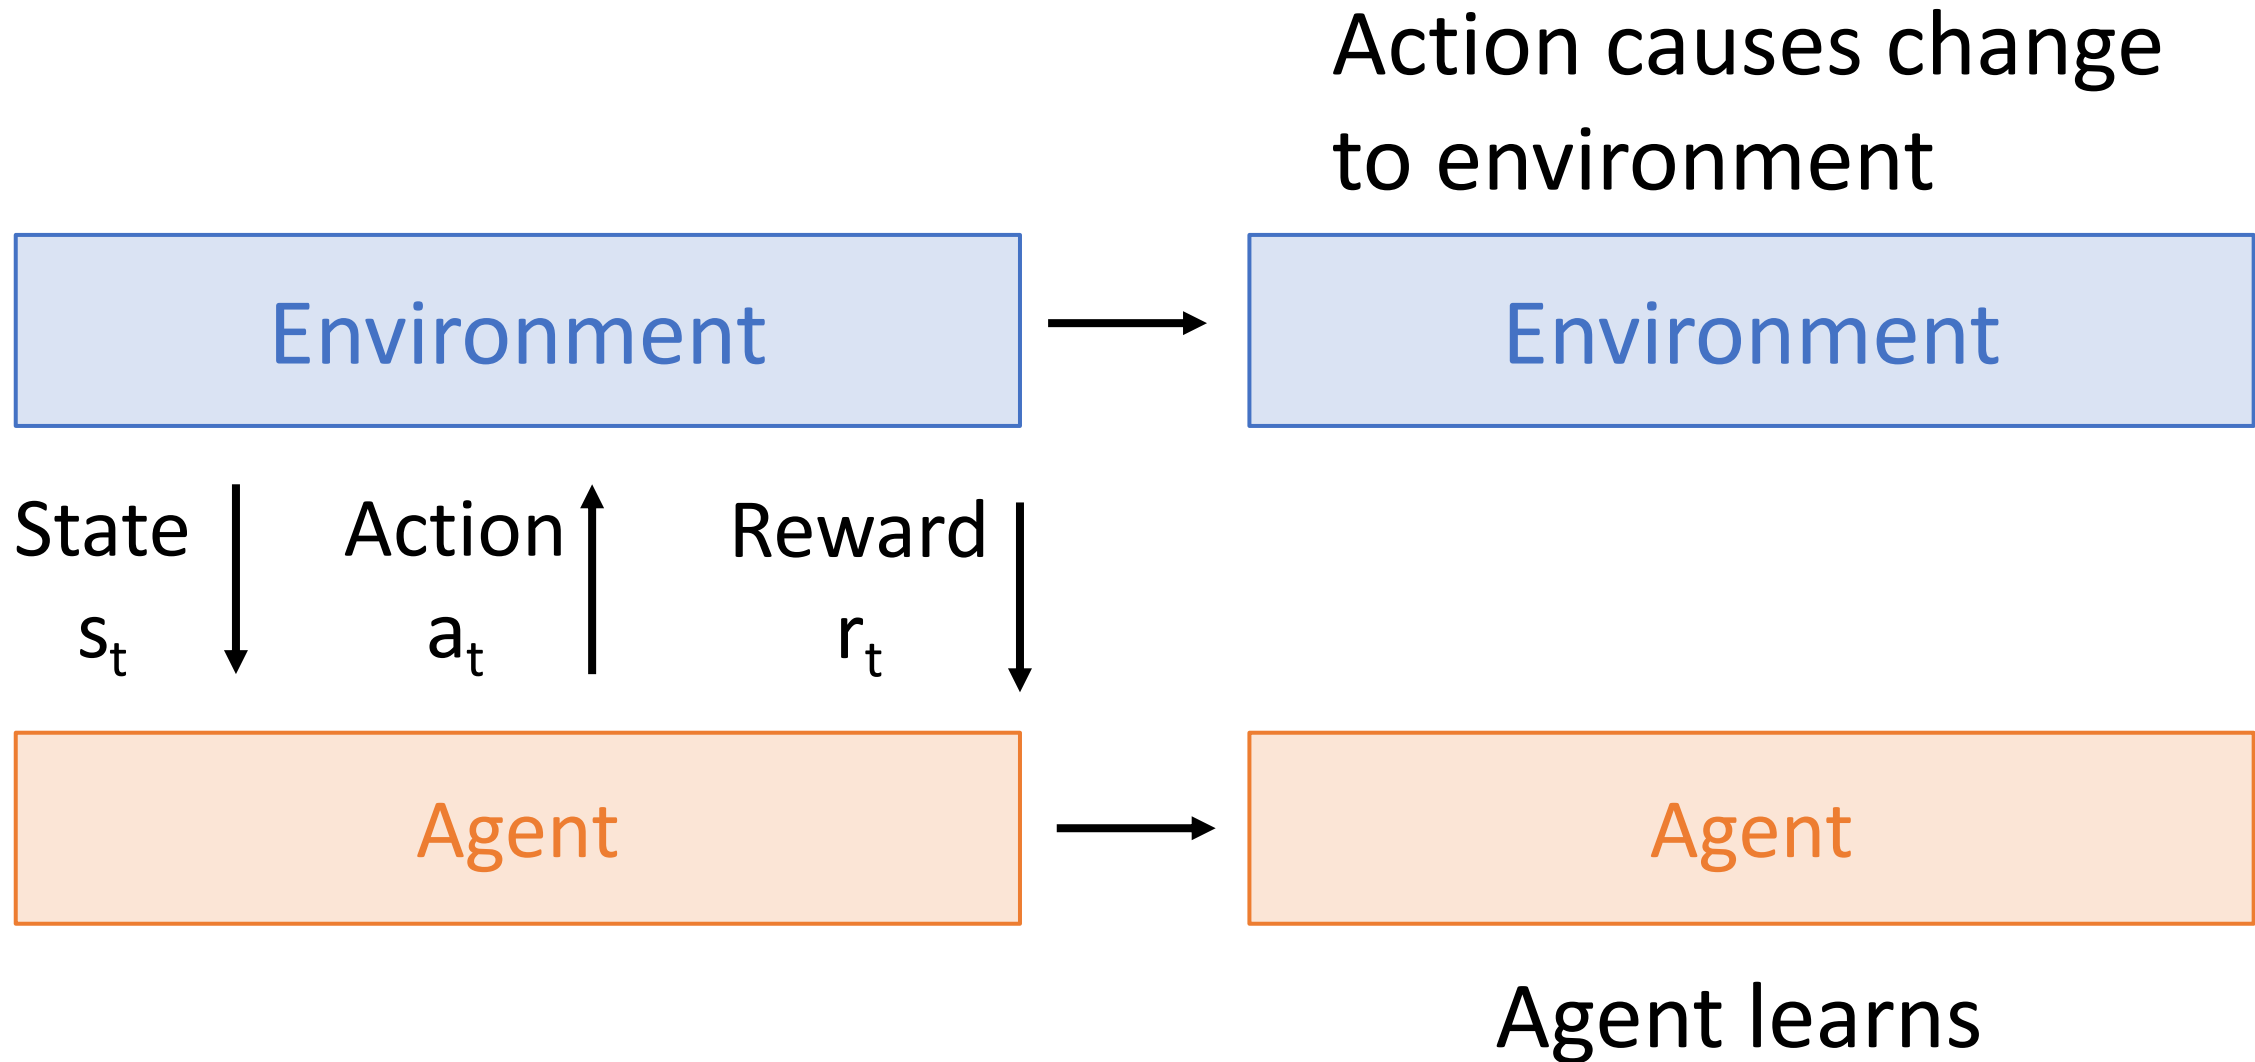 Action causes change
to environment
Environment
Environment
State
s_t
Action
a_t
Reward
r_t
Agent
Agent
Agent learns